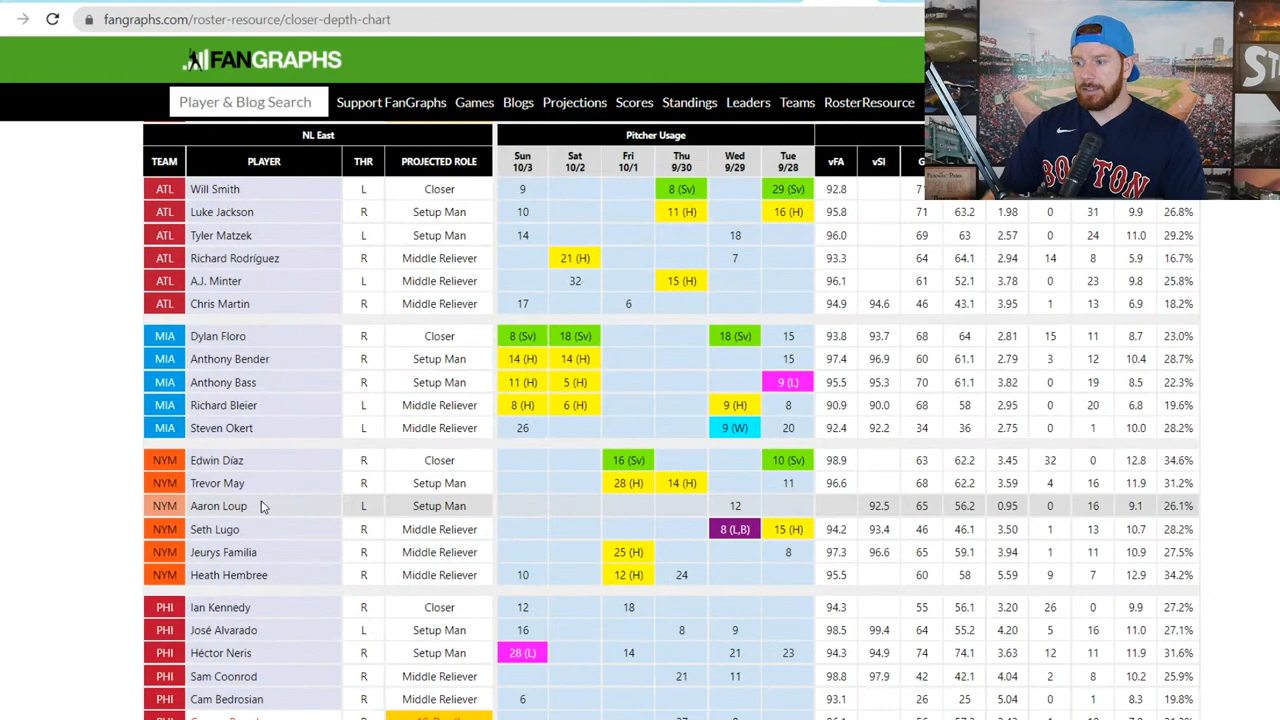 fangraphs.com/roster-resource/closer-depth-chart
FANGRAPHS
Player & Blog Search Support FanGraphs Games Blogs Projections Scores Standings Leaders Teams RosterResource
NL East Pitcher Usage
TEAM PLAYER THR PROJECTED ROLE Sun 10/3 Sat 10/2 Fri 10/1 Thu 9/30 Wed 9/29 Tue 9/28 vFA vSI G
ATL Will Smith L Closer 9 8 (Sv) 29 (Sv) 92.8 71
ATL Luke Jackson R Setup Man 10 11 (H) 16 (H) 95.8 71 63.2 1.98 0 31 9.9 26.8%
ATL Tyler Matzek L Setup Man 14 18 96.0 69 63 2.57 0 24 11.0 29.2%
ATL Richard Rodríguez R Middle Reliever 21 (H) 7 93.3 64 64.1 2.94 14 8 5.9 16.7%
ATL A.J. Minter L Middle Reliever 32 15 (H) 96.1 61 52.1 3.78 0 23 9.8 25.8%
ATL Chris Martin R Middle Reliever 17 6 94.9 94.6 46 43.1 3.95 1 13 6.9 18.2%
MIA Dylan Floro R Closer 8 (Sv) 18 (Sv) 18 (Sv) 15 93.8 93.7 68 64 2.81 15 11 8.7 23.0%
MIA Anthony Bender R Setup Man 14 (H) 14 (H) 15 97.4 96.9 60 61.1 2.79 3 12 10.4 28.7%
MIA Anthony Bass R Setup Man 11 (H) 5 (H) 9 (L) 95.5 95.3 70 61.1 3.82 0 19 8.5 22.3%
MIA Richard Bleier L Middle Reliever 8 (H) 6 (H) 9 (H) 8 90.9 90.0 68 58 2.95 0 20 6.8 19.6%
MIA Steven Okert L Middle Reliever 26 9 (W) 20 92.4 92.2 34 36 2.75 0 1 10.0 28.2%
NYM Edwin Díaz R Closer 16 (Sv) 10 (Sv) 98.9 63 62.2 3.45 32 0 12.8 34.6%
NYM Trevor May R Setup Man 28 (H) 14 (H) 11 96.6 68 62.2 3.59 4 16 11.9 31.2%
NYM Aaron Loup L Setup Man 12 92.5 65 56.2 0.95 0 16 9.1 26.1%
NYM Seth Lugo R Middle Reliever 8 (L,B) 15 (H) 94.2 93.4 46 46.1 3.50 1 13 10.7 28.2%
NYM Jeurys Familia R Middle Reliever 25 (H) 8 97.3 96.6 65 59.1 3.94 1 11 10.9 27.5%
NYM Heath Hembree R Middle Reliever 10 12 (H) 24 95.5 60 58 5.59 9 7 12.9 34.2%
PHI Ian Kennedy R Closer 12 18 94.3 55 56.1 3.20 26 0 9.9 27.2%
PHI José Alvarado L Setup Man 16 8 9 98.5 99.4 64 55.2 4.20 5 16 11.0 27.1%
PHI Héctor Neris R Setup Man 28 (L) 14 21 23 94.3 94.9 74 74.1 3.63 12 11 11.9 31.6%
PHI Sam Coonrod R Middle Reliever 21 11 98.8 97.9 42 42.1 4.04 2 8 10.2 25.9%
PHI Cam Bedrosian R Middle Reliever 6 93.1 26 25 5.04 0 1 8.3 19.8%
BOSTON